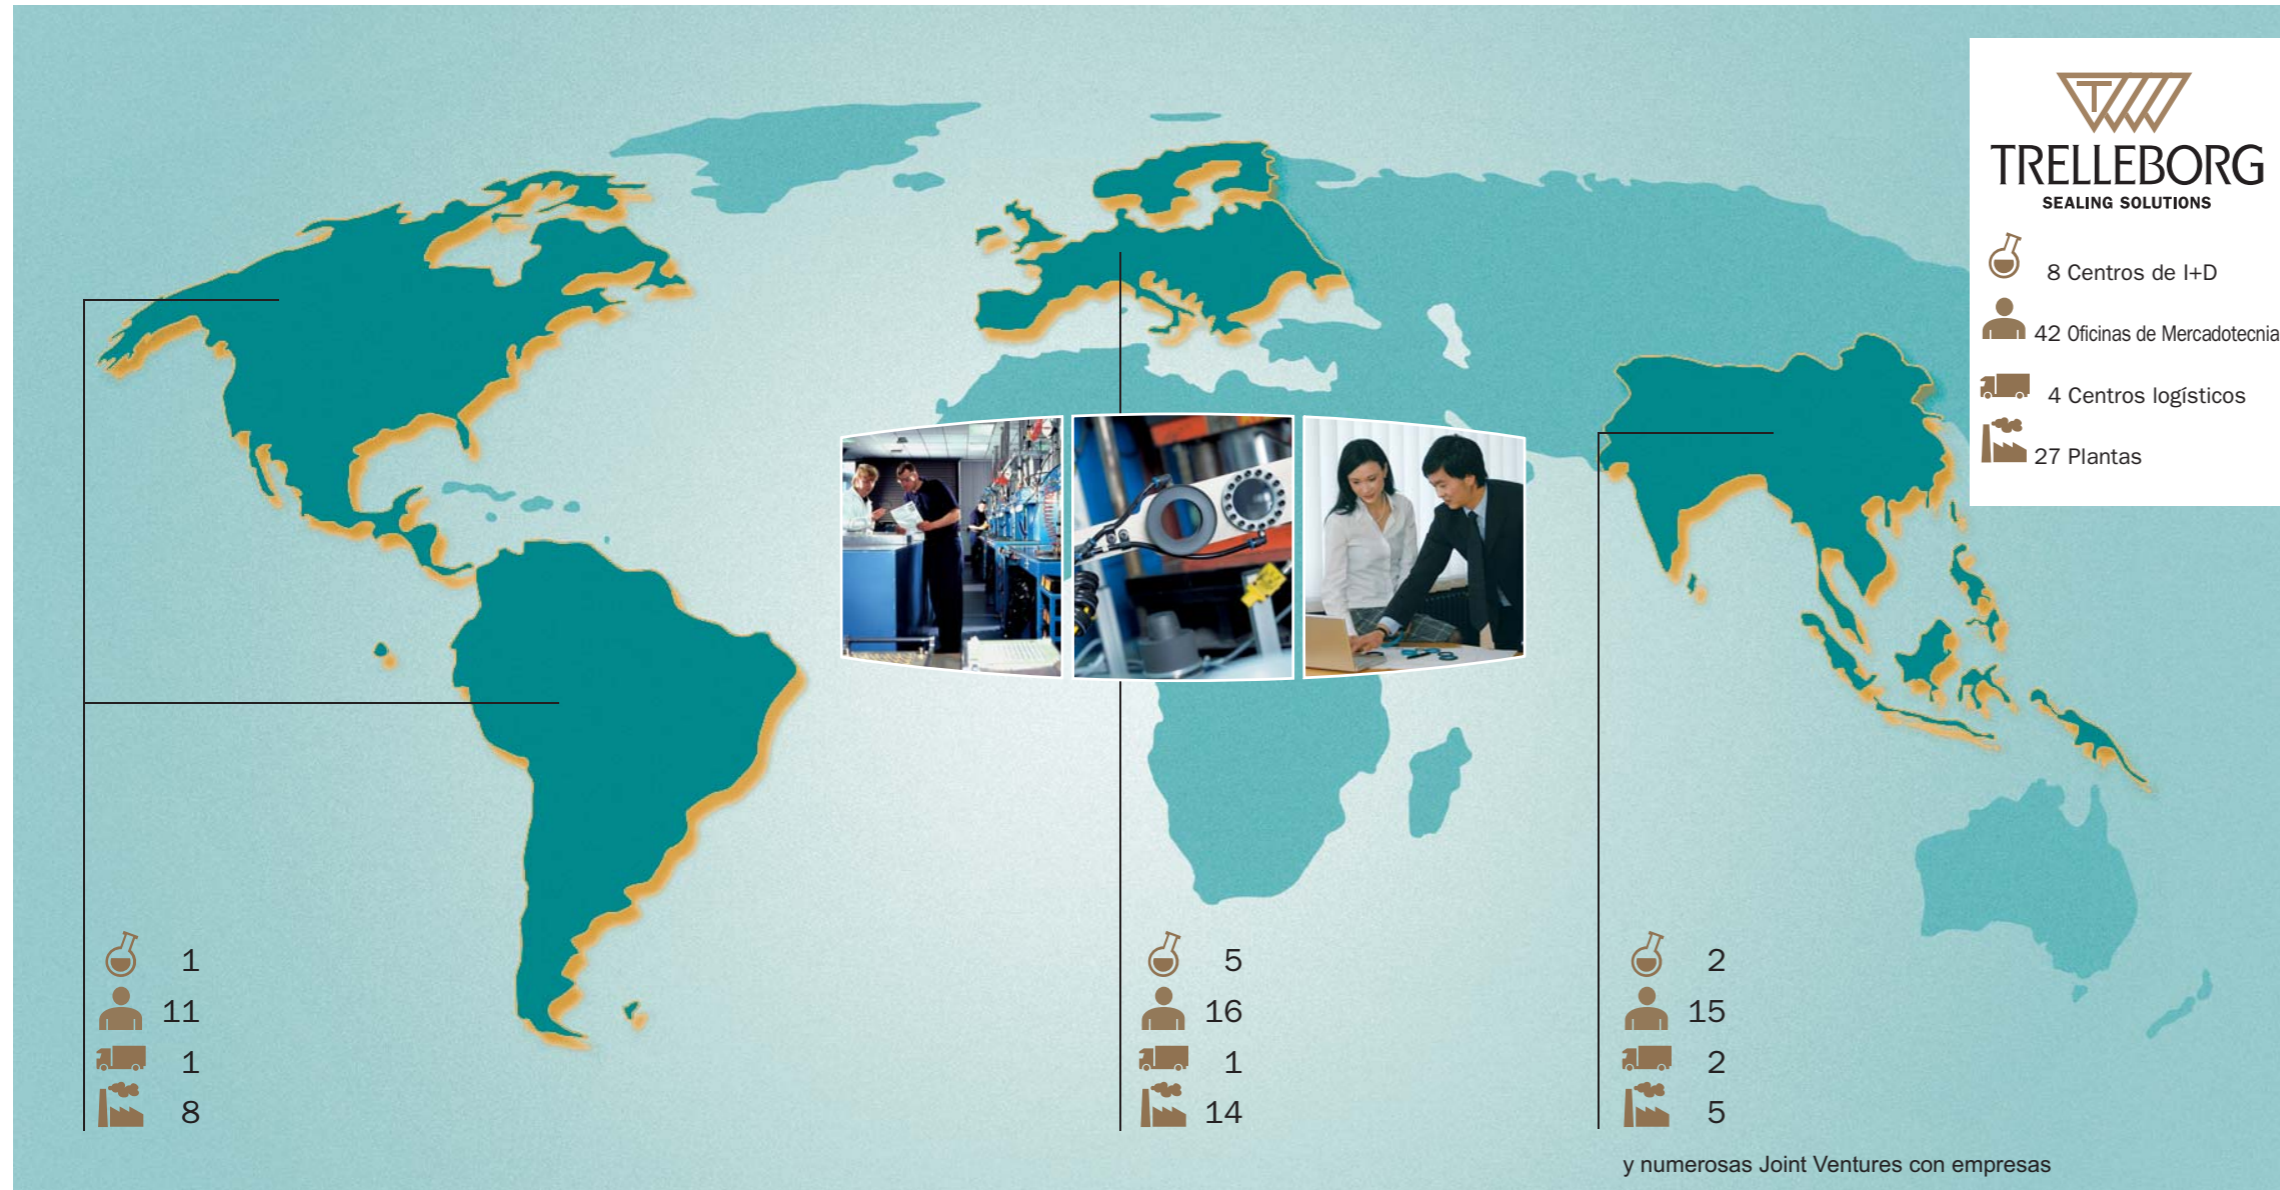 TRELLEBORG
SEALING SOLUTIONS
8 Centros de I+D
42 Oficinas de Mercadotecnia
4 Centros logísticos
27 Plantas
1
11
1
8
5
16
1
14
2
15
2
5
y numerosas Joint Ventures con empresas